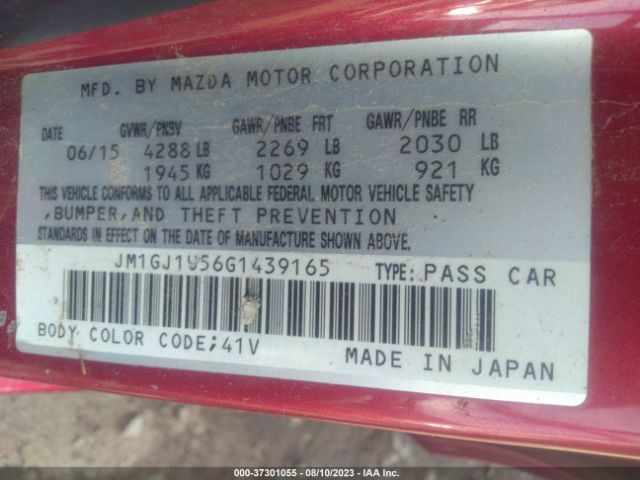 MFD. BY MAZDA MOTOR CORPORATION
DATE GVWR/PNBV GAWR/PNBE FRT GAWR/PNBE RR
06/15 4288 LB 2269 LB 2030 LB
1945 KG 1029 KG 921 KG
THIS VEHICLE CONFORMS TO ALL APPLICABLE FEDERAL MOTOR VEHICLE SAFETY
,BUMPER,AND THEFT PREVENTION
STANDARDS IN EFFECT ON THE DATE OF MANUFACTURE SHOWN ABOVE.
JM1GJ1U56G1439165 TYPE: PASS CAR
BODY COLOR CODE;41V
MADE IN JAPAN
000-37301055 — 08/10/2023 — IAA Inc.